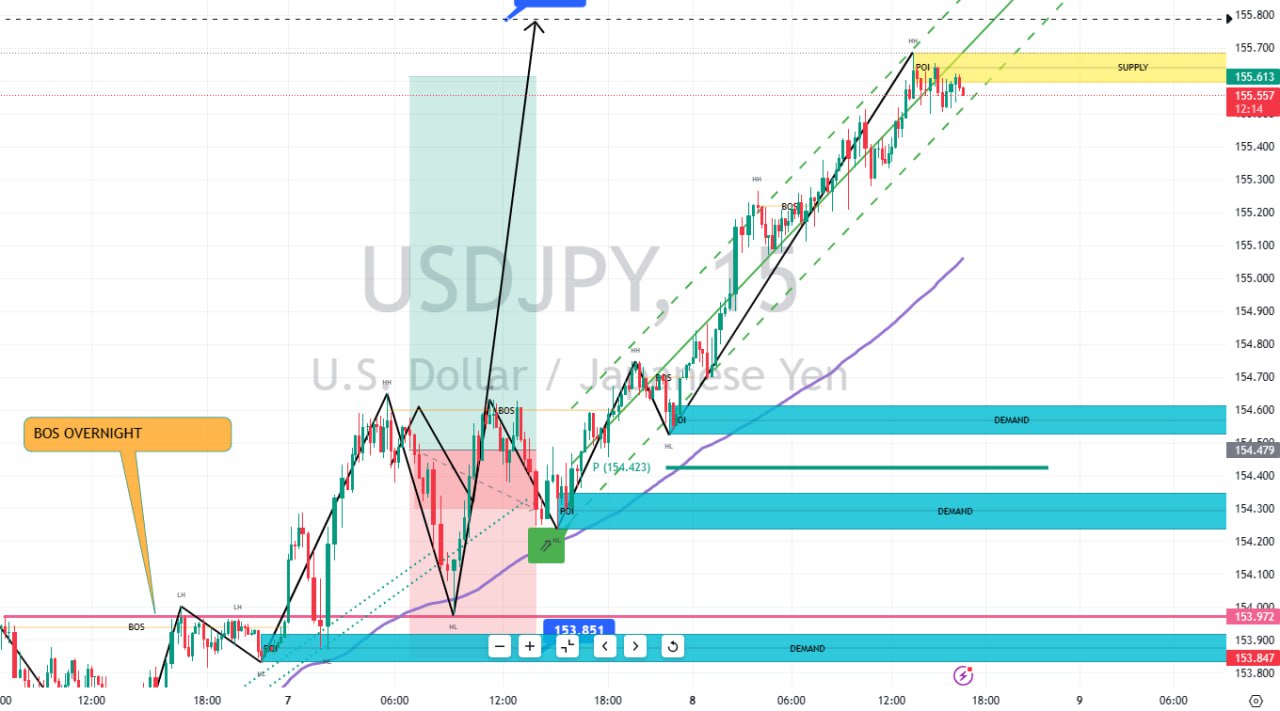 155.800
HH
155.700
POI
SUPPLY
155.613
155.557
12:14
155.400
HH
155.300
BOS
155.200
155.100
USDJPY, 15
155.000
154.900
154.800
HH
U.S. Dollar / Japanese Yen
BOS
154.700
HH
BOS
154.600
OI
DEMAND
BOS OVERNIGHT
HL
154.479
P (154.423)
154.400
POI
DEMAND
154.300
HL
154.200
154.100
LH
LH
154.000
BOS
HL
153.972
153.851
153.900
POI
DEMAND
153.847
HL
153.800
:00
12:00
18:00
7
06:00
12:00
18:00
8
06:00
12:00
18:00
9
06:00